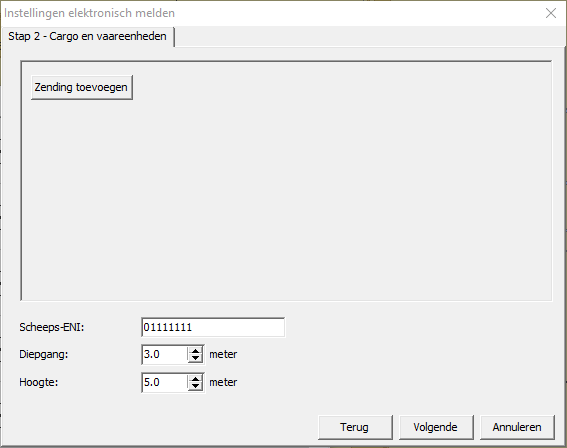 Instellingen elektronisch melden
Stap 2 - Cargo en vaareenheden
Zending toevoegen
Scheeps-ENI: 01111111
Diepgang: 3.0 meter
Hoogte: 5.0 meter
Terug Volgende Annuleren